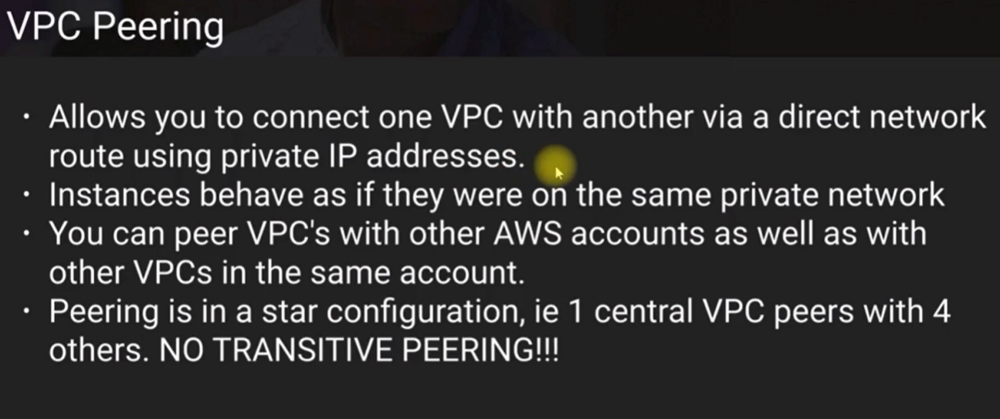 VPC Peering
· Allows you to connect one VPC with another via a direct network
route using private IP addresses.
· Instances behave as if they were on the same private network
· You can peer VPC's with other AWS accounts as well as with
other VPCs in the same account.
· Peering is in a star configuration, ie 1 central VPC peers with 4
others. NO TRANSITIVE PEERING!!!